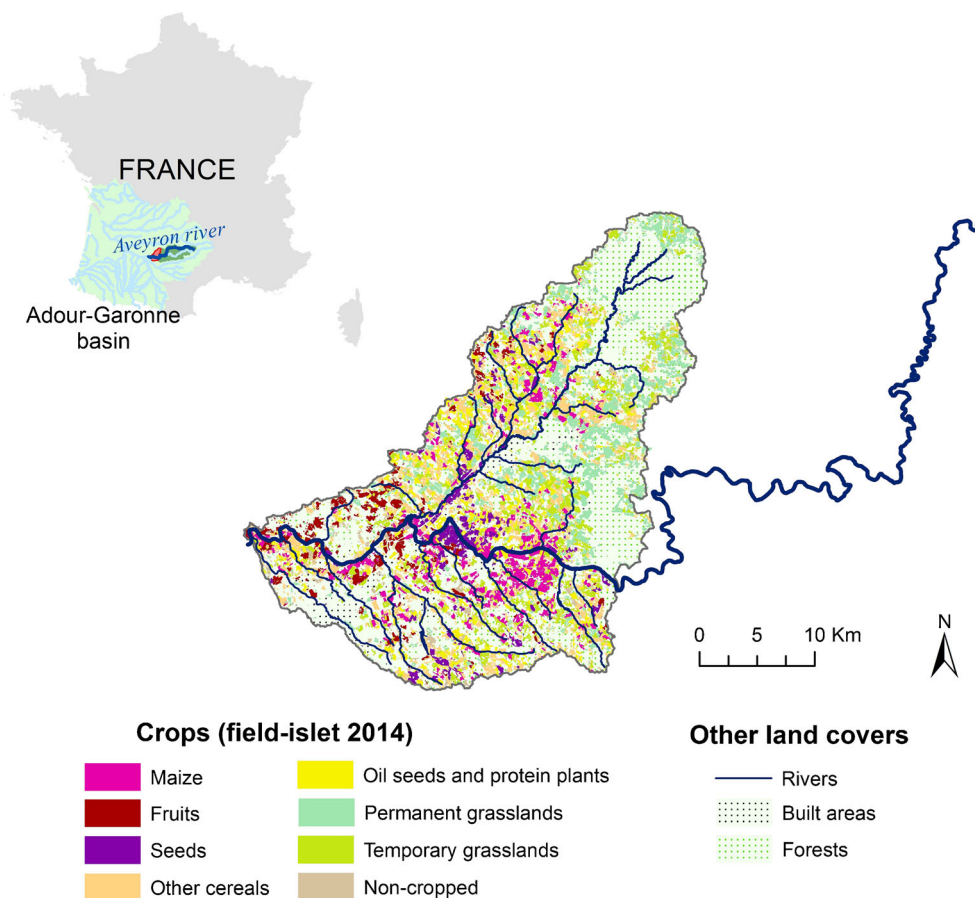 FRANCE
Aveyron river
Adour-Garonne
basin
0 5 10 Km
N
Crops (field-islet 2014)
Maize
Fruits
Seeds
Other cereals
Oil seeds and protein plants
Permanent grasslands
Temporary grasslands
Non-cropped
Other land covers
Rivers
Built areas
Forests